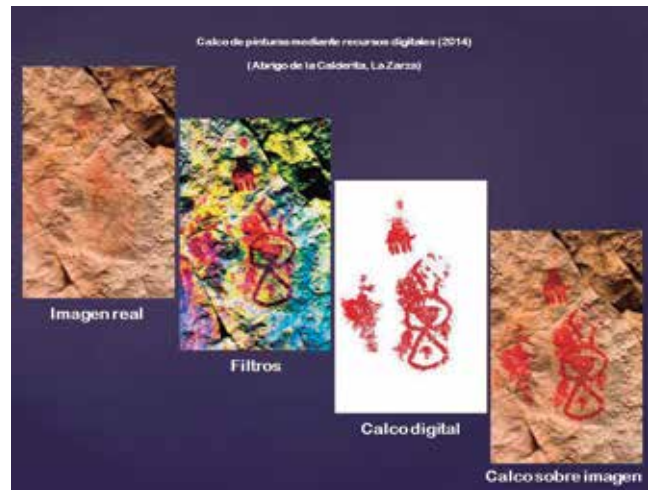 Calco de pinturas mediante recursos digitales (2014)
(Abrigo de la Calderita, La Zarza)
Imagen real
Filtros
Calco digital
Calco sobre imagen